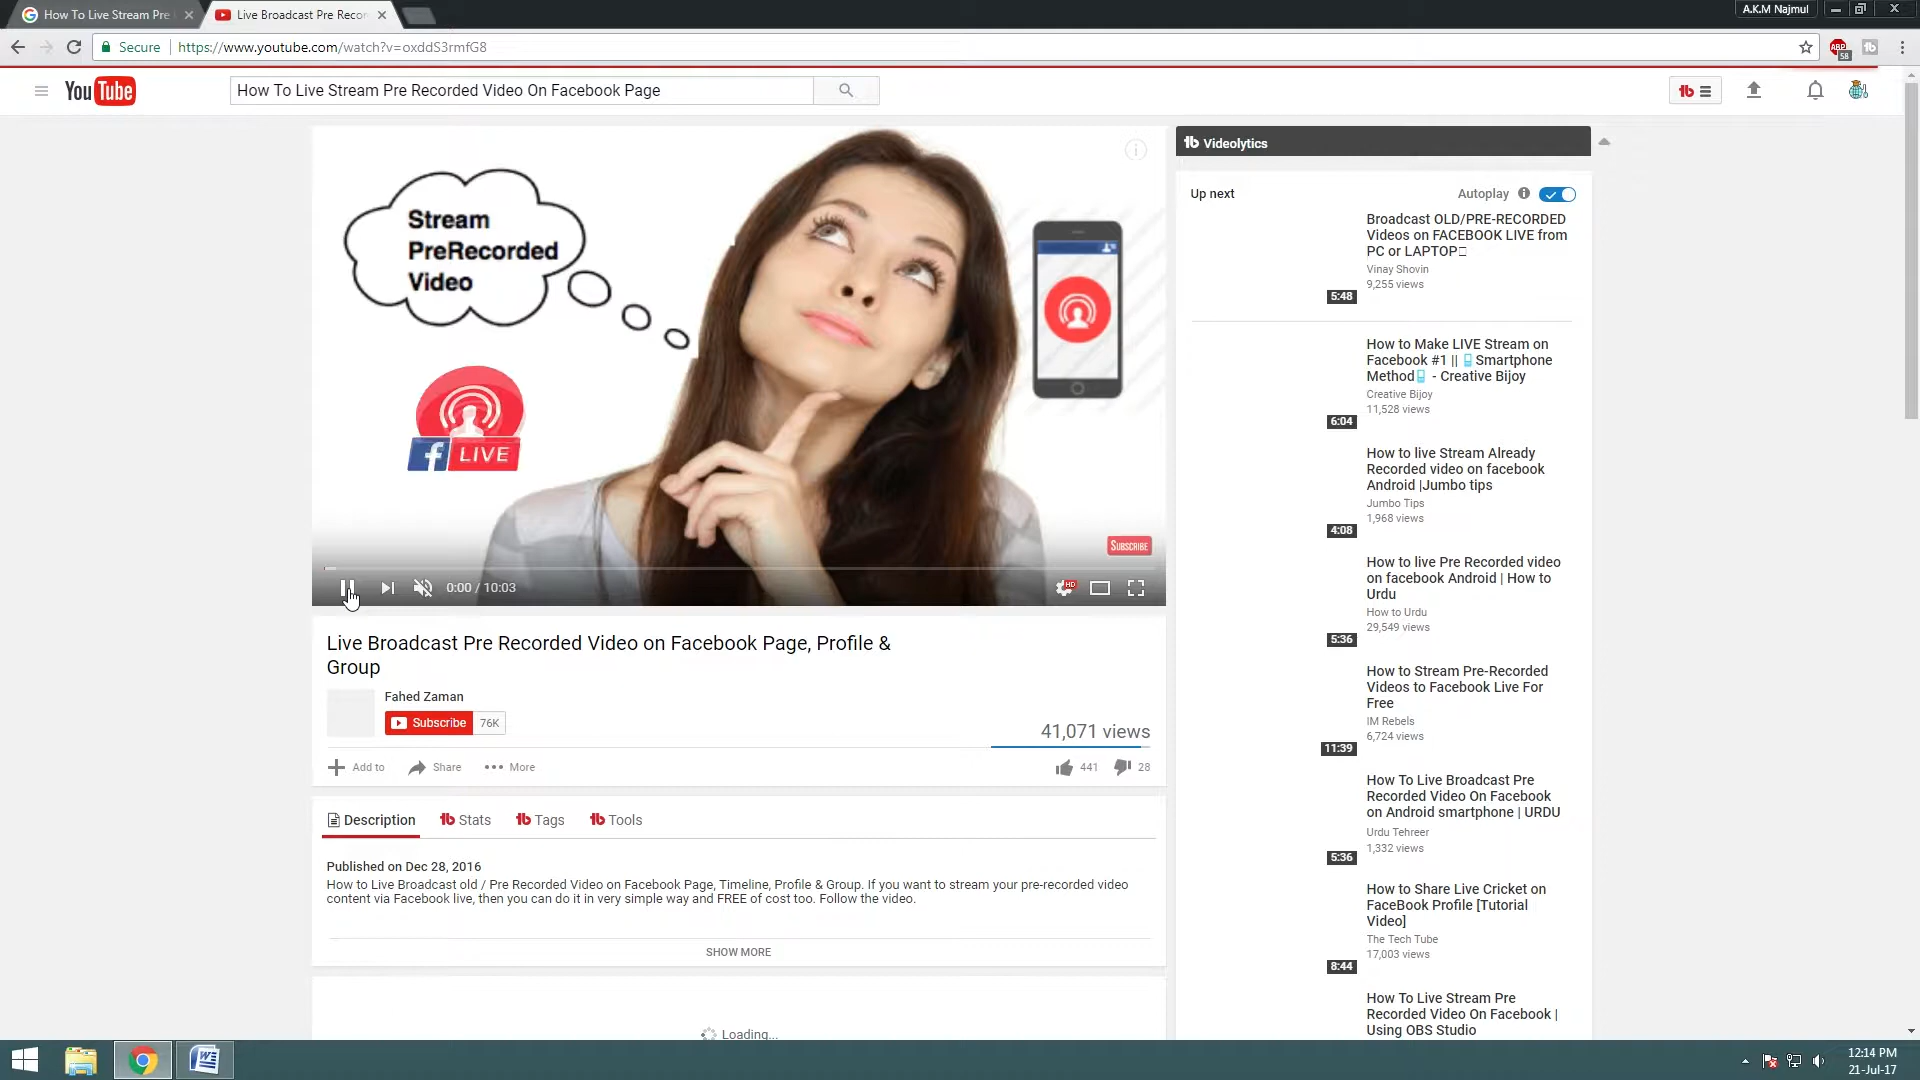 How To Live Stream Pre
Live Broadcast Pre Recor
A.K.M Najmul
Secure
https://www.youtube.com/watch?v=oxddS3rmfG8
ABP
58
YouTube
How To Live Stream Pre Recorded Video On Facebook Page
Stream
PreRecorded
Video
f LIVE
SUBSCRIBE
0:00 / 10:03
HD
Live Broadcast Pre Recorded Video on Facebook Page, Profile &
Group
Fahed Zaman
Subscribe 76K
41,071 views
Add to Share More
441 28
Description Stats Tags Tools
Published on Dec 28, 2016
How to Live Broadcast old / Pre Recorded Video on Facebook Page, Timeline, Profile & Group. If you want to stream your pre-recorded video
content via Facebook live, then you can do it in very simple way and FREE of cost too. Follow the video.
SHOW MORE
Loading...
Videolytics
Up next Autoplay
Broadcast OLD/PRE-RECORDED
Videos on FACEBOOK LIVE from
PC or LAPTOP
Vinay Shovin
9,255 views
5:48
How to Make LIVE Stream on
Facebook #1 || Smartphone
Method - Creative Bijoy
Creative Bijoy
11,528 views
6:04
How to live Stream Already
Recorded video on facebook
Android |Jumbo tips
Jumbo Tips
1,968 views
4:08
How to live Pre Recorded video
on facebook Android | How to
Urdu
How to Urdu
29,549 views
5:36
How to Stream Pre-Recorded
Videos to Facebook Live For
Free
IM Rebels
6,724 views
11:39
How To Live Broadcast Pre
Recorded Video On Facebook
on Android smartphone | URDU
Urdu Tehreer
1,332 views
5:36
How to Share Live Cricket on
FaceBook Profile [Tutorial
Video]
The Tech Tube
17,003 views
8:44
How To Live Stream Pre
Recorded Video On Facebook |
Using OBS Studio
12:14 PM
21-Jul-17